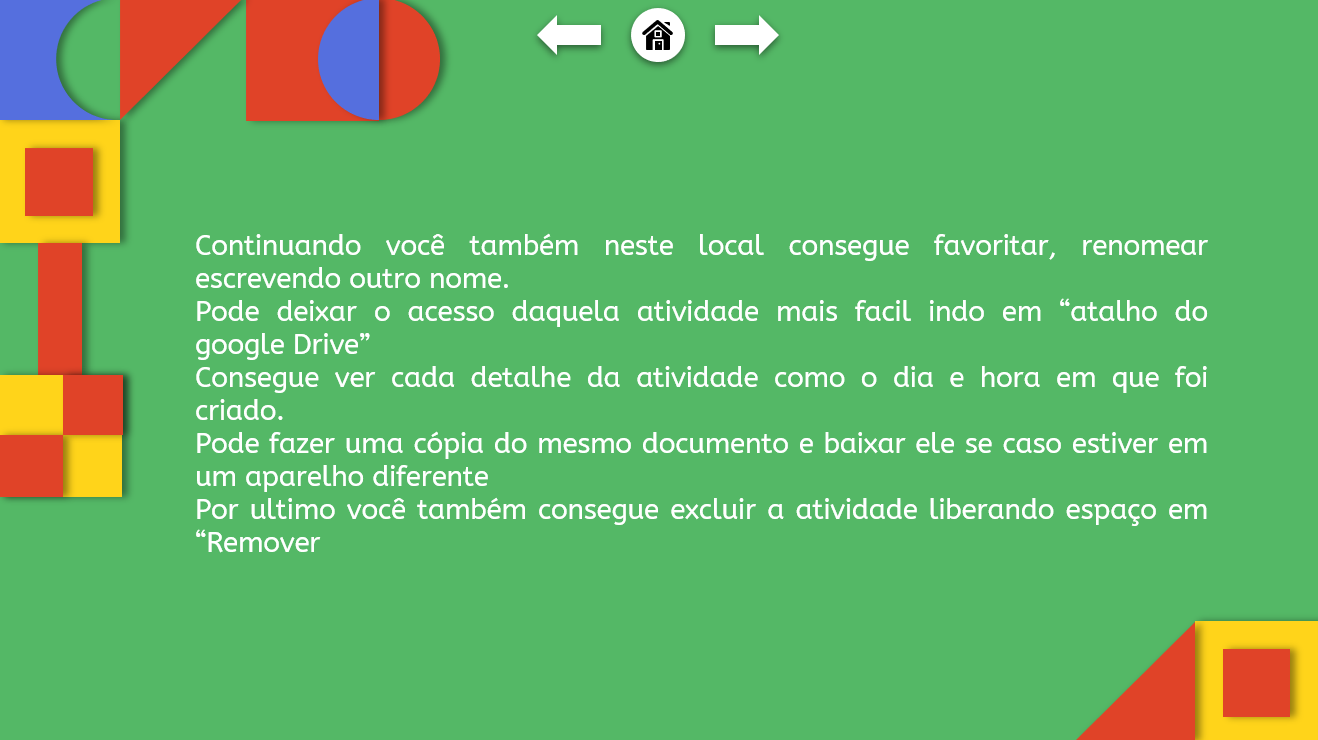 Continuando você também neste local consegue favoritar, renomear
escrevendo outro nome.
Pode deixar o acesso daquela atividade mais facil indo em “atalho do
google Drive”
Consegue ver cada detalhe da atividade como o dia e hora em que foi
criado.
Pode fazer uma cópia do mesmo documento e baixar ele se caso estiver em
um aparelho diferente
Por ultimo você também consegue excluir a atividade liberando espaço em
“Remover